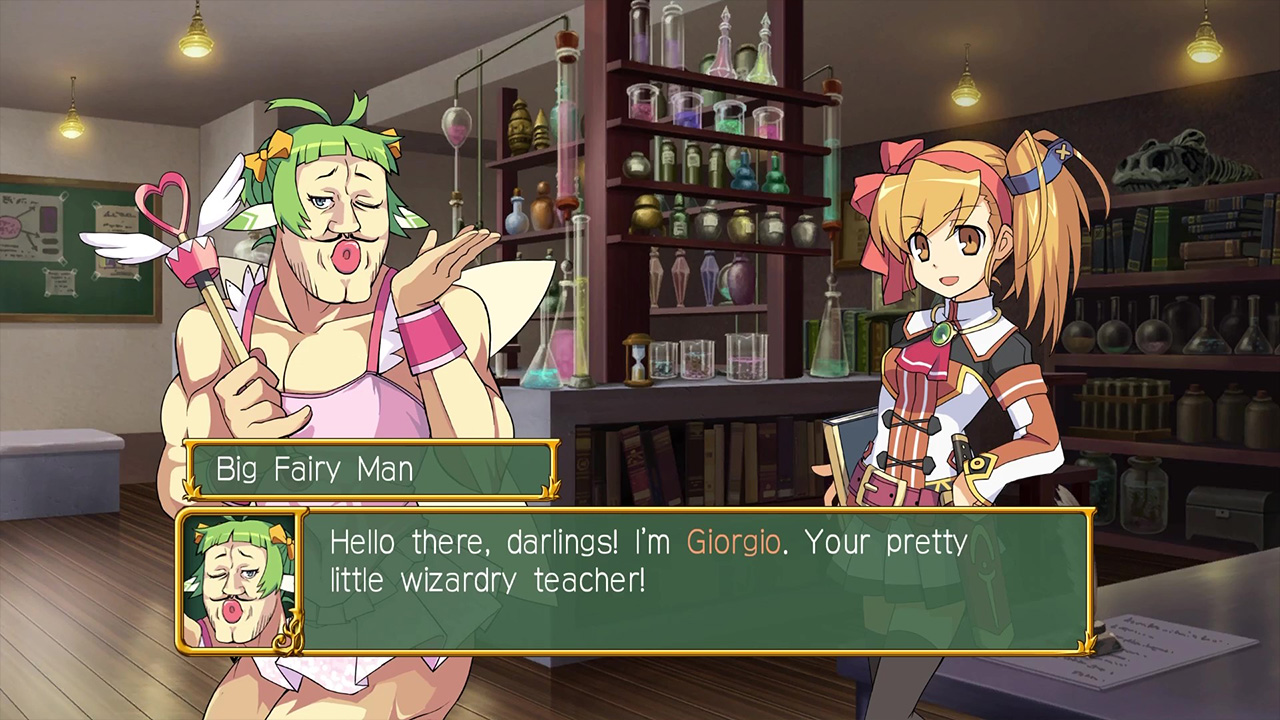 Big Fairy Man
Hello there, darlings! I'm Giorgio. Your pretty
little wizardry teacher!